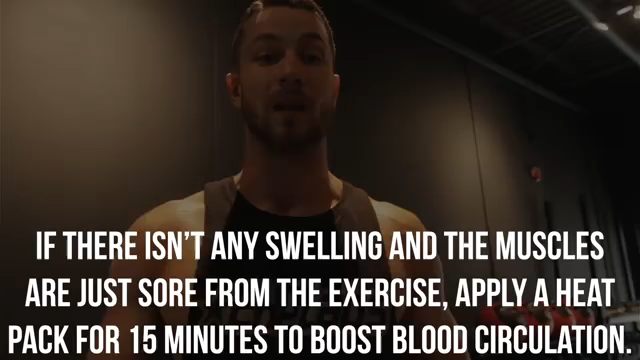 IF THERE ISN'T ANY SWELLING AND THE MUSCLES
ARE JUST SORE FROM THE EXERCISE, APPLY A HEAT
PACK FOR 15 MINUTES TO BOOST BLOOD CIRCULATION.